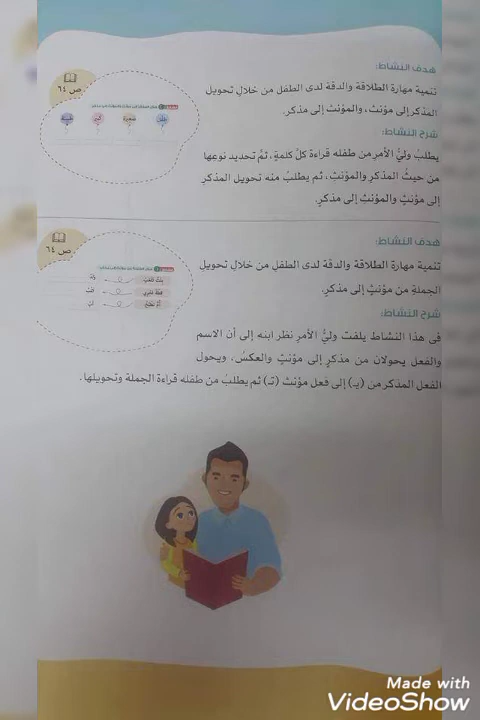 هدف النشاط:
تنمية مهارة الطلاقة والدقة لدى الطفل من خلال تحويل
المذكر إلى مؤنث، والمؤنث إلى مذكر.
شرح النشاط:
يطلبُ وليُّ الأمرِ من طفله قراءة كلَّ كلمةٍ، ثمَّ تحديد نوعها
من حيثُ المذكرِ والمؤنثِ، ثم يطلبُ منه تحويل المذكرِ
إلى مؤنثٍ والمؤنثِ إلى مذكرٍ.
ص ٦٤
هدف النشاط:
تنمية مهارة الطلاقة والدقة لدى الطفلِ من خلالِ تحويلِ
الجملةِ من مؤنثٍ إلى مذكرٍ.
شرح النشاط:
فى هذا النشاط يلفت وليُّ الأمرِ نظر ابنه إلى أن الاسم
والفعل يحولان من مذكرٍ إلى مؤنثٍ والعكسُ، ويحول
الفعل المذكر من (يـ) إلى فعل مؤنث (تـ) ثم يطلبُ من طفله قراءة الجملة وتحويلها.
ص ٦٤
Made with
VideoShow